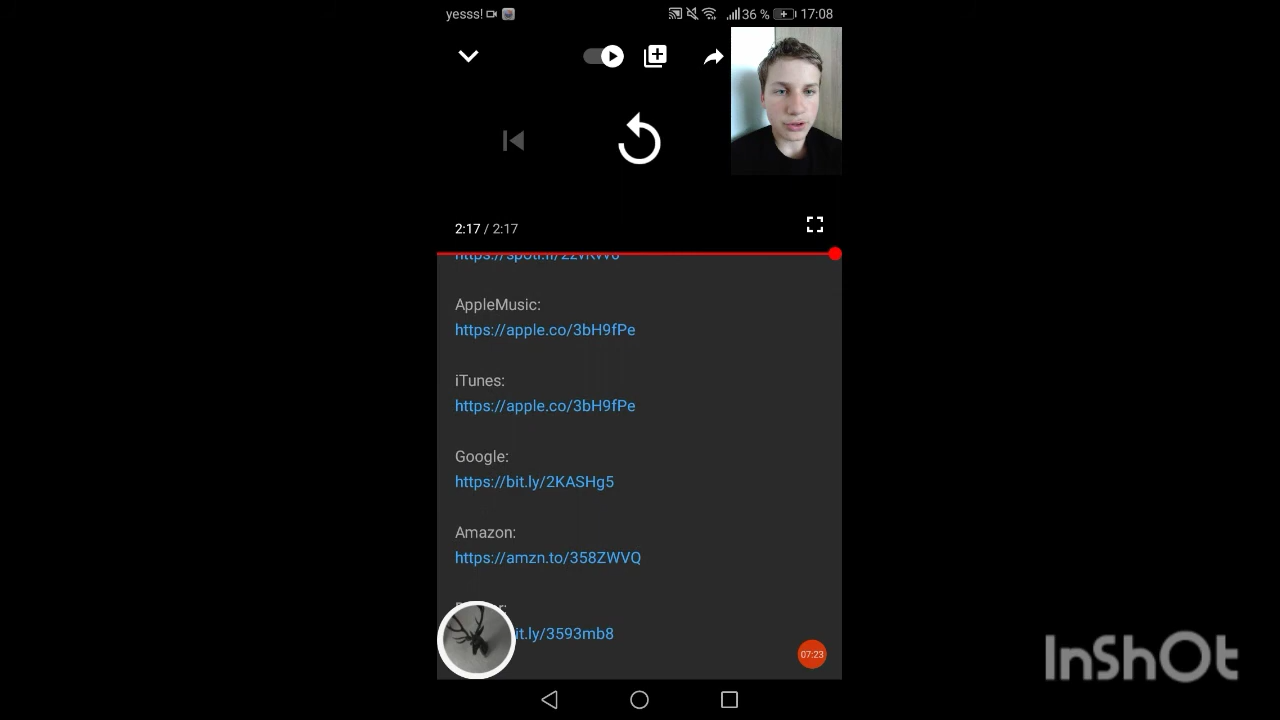 yesss! 36 % 17:08
2:17 / 2:17
AppleMusic:
https://apple.co/3bH9fPe
iTunes:
https://apple.co/3bH9fPe
Google:
https://bit.ly/2KASHg5
Amazon:
https://amzn.to/358ZWVQ
it.ly/3593mb8
07:23
InShOt